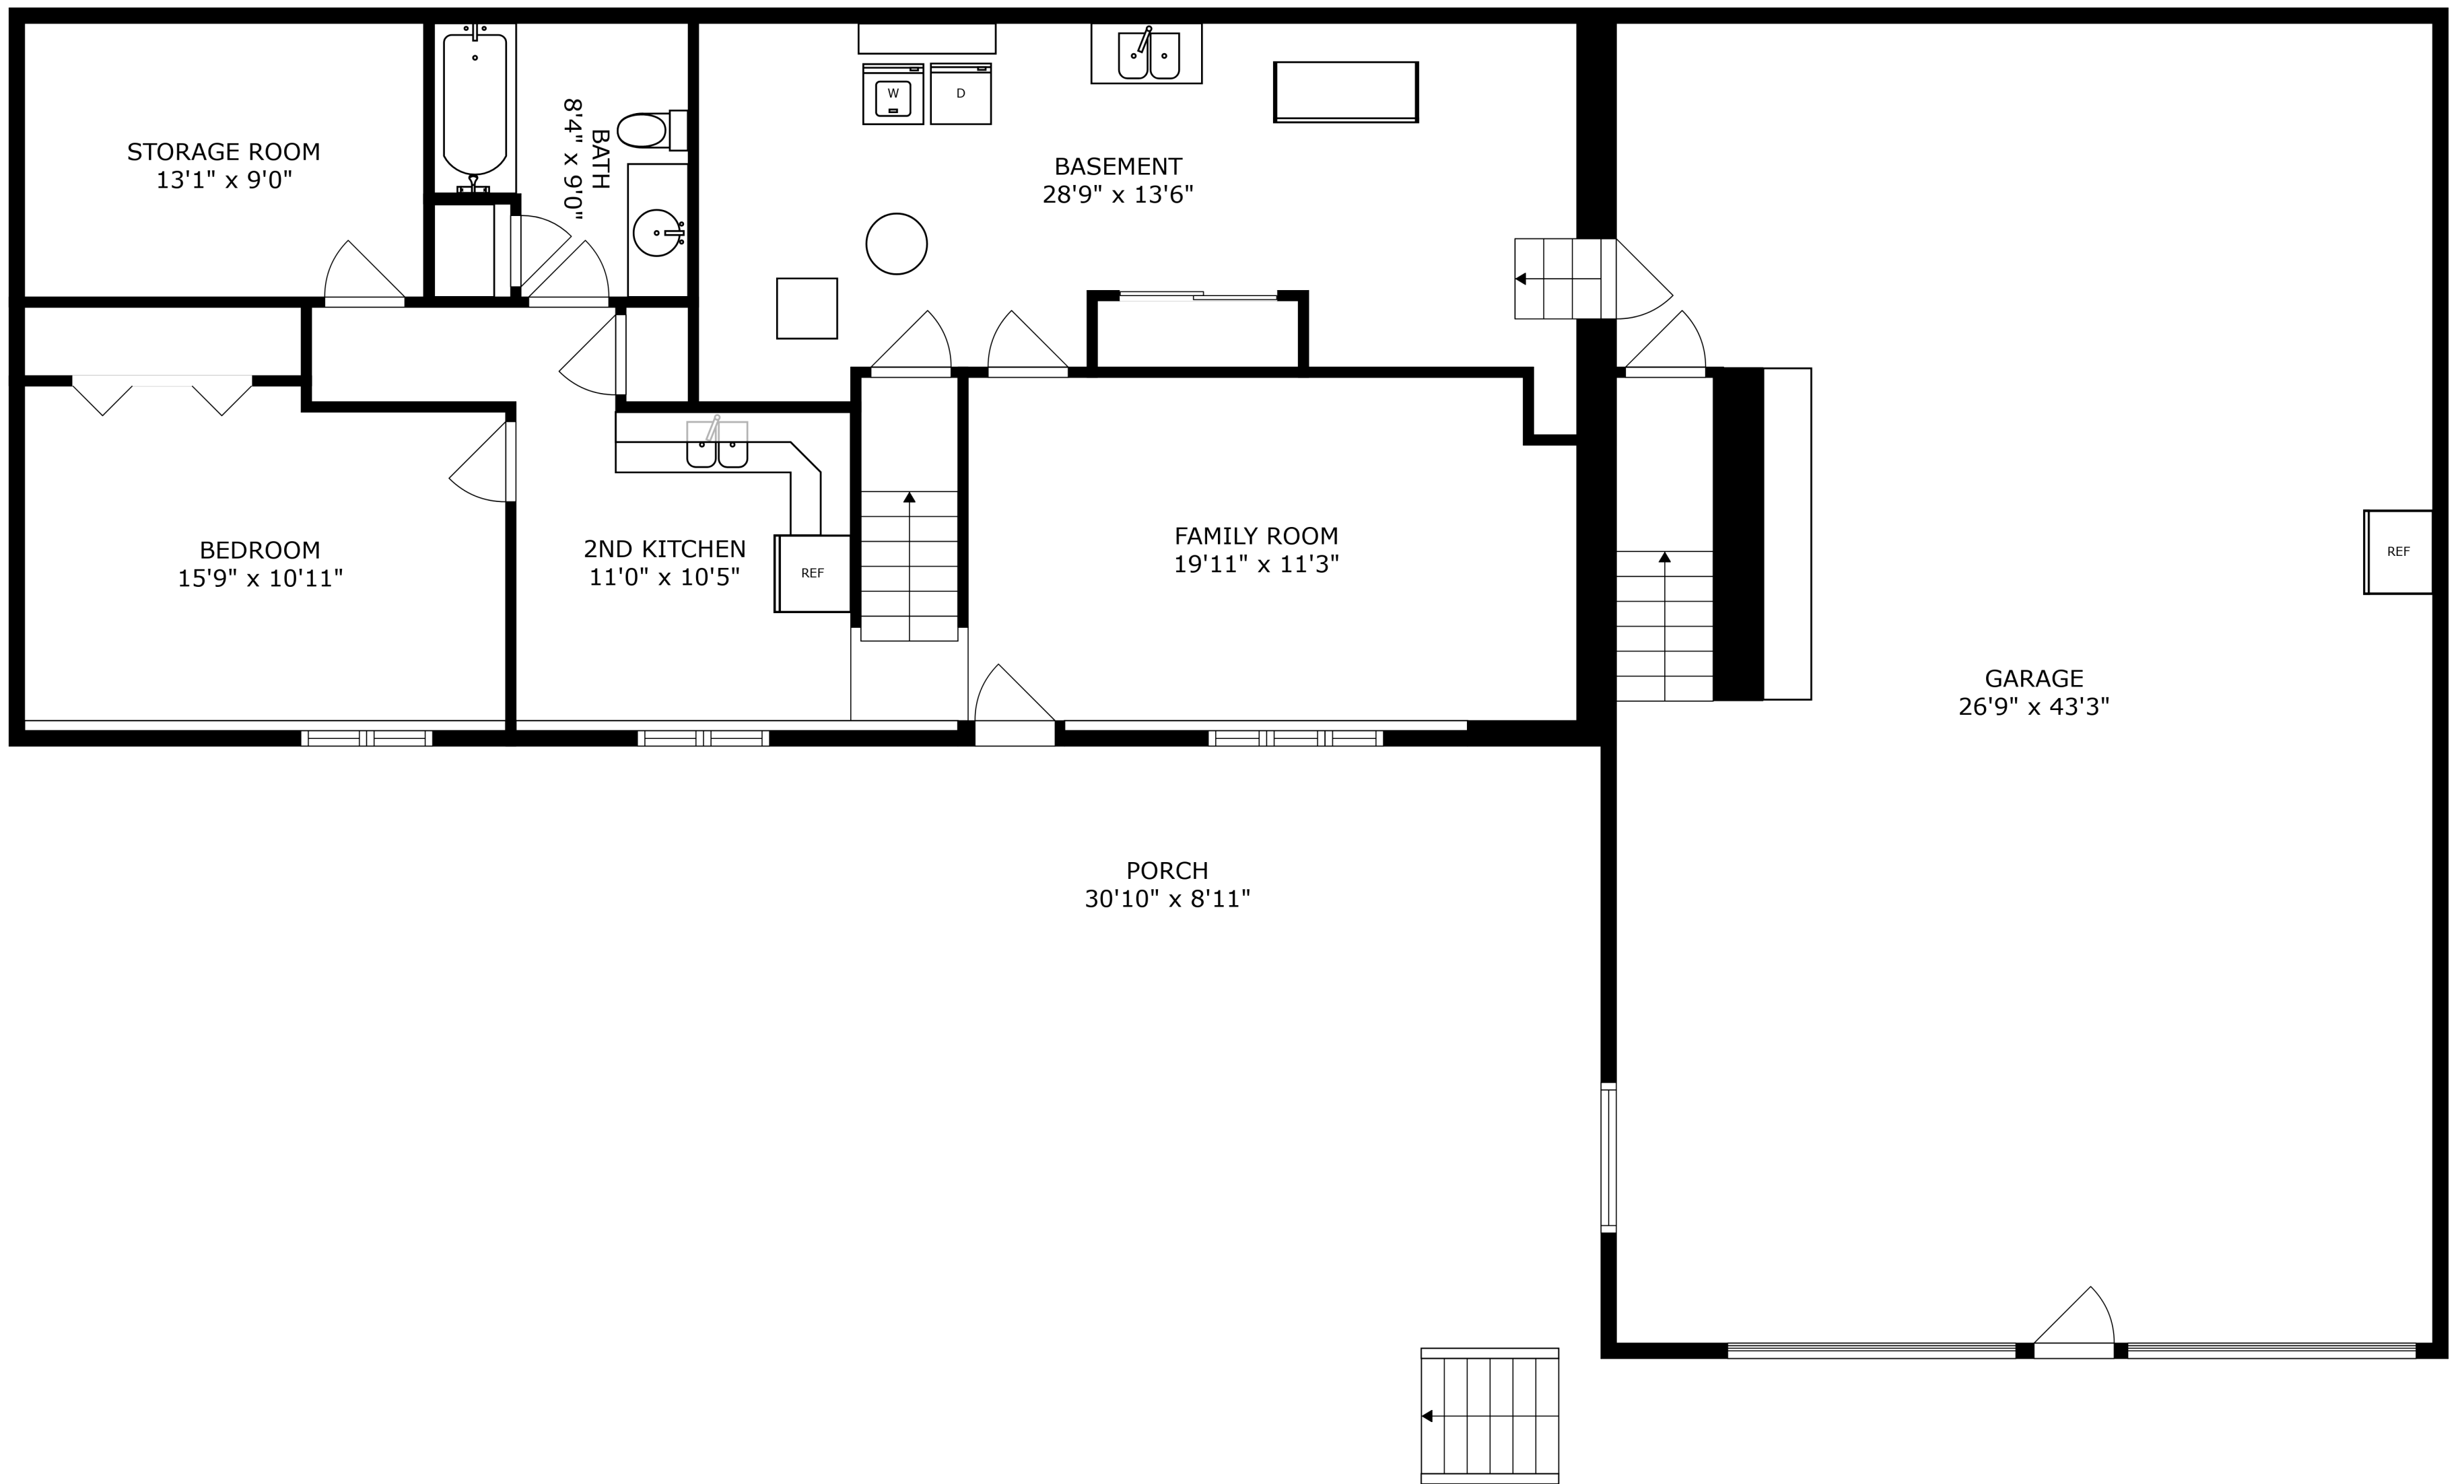 STORAGE ROOM
13'1" x 9'0"
BATH
8'4" x 9'0"
W
D
BASEMENT
28'9" x 13'6"
BEDROOM
15'9" x 10'11"
2ND KITCHEN
11'0" x 10'5"
REF
FAMILY ROOM
19'11" x 11'3"
REF
GARAGE
26'9" x 43'3"
PORCH
30'10" x 8'11"